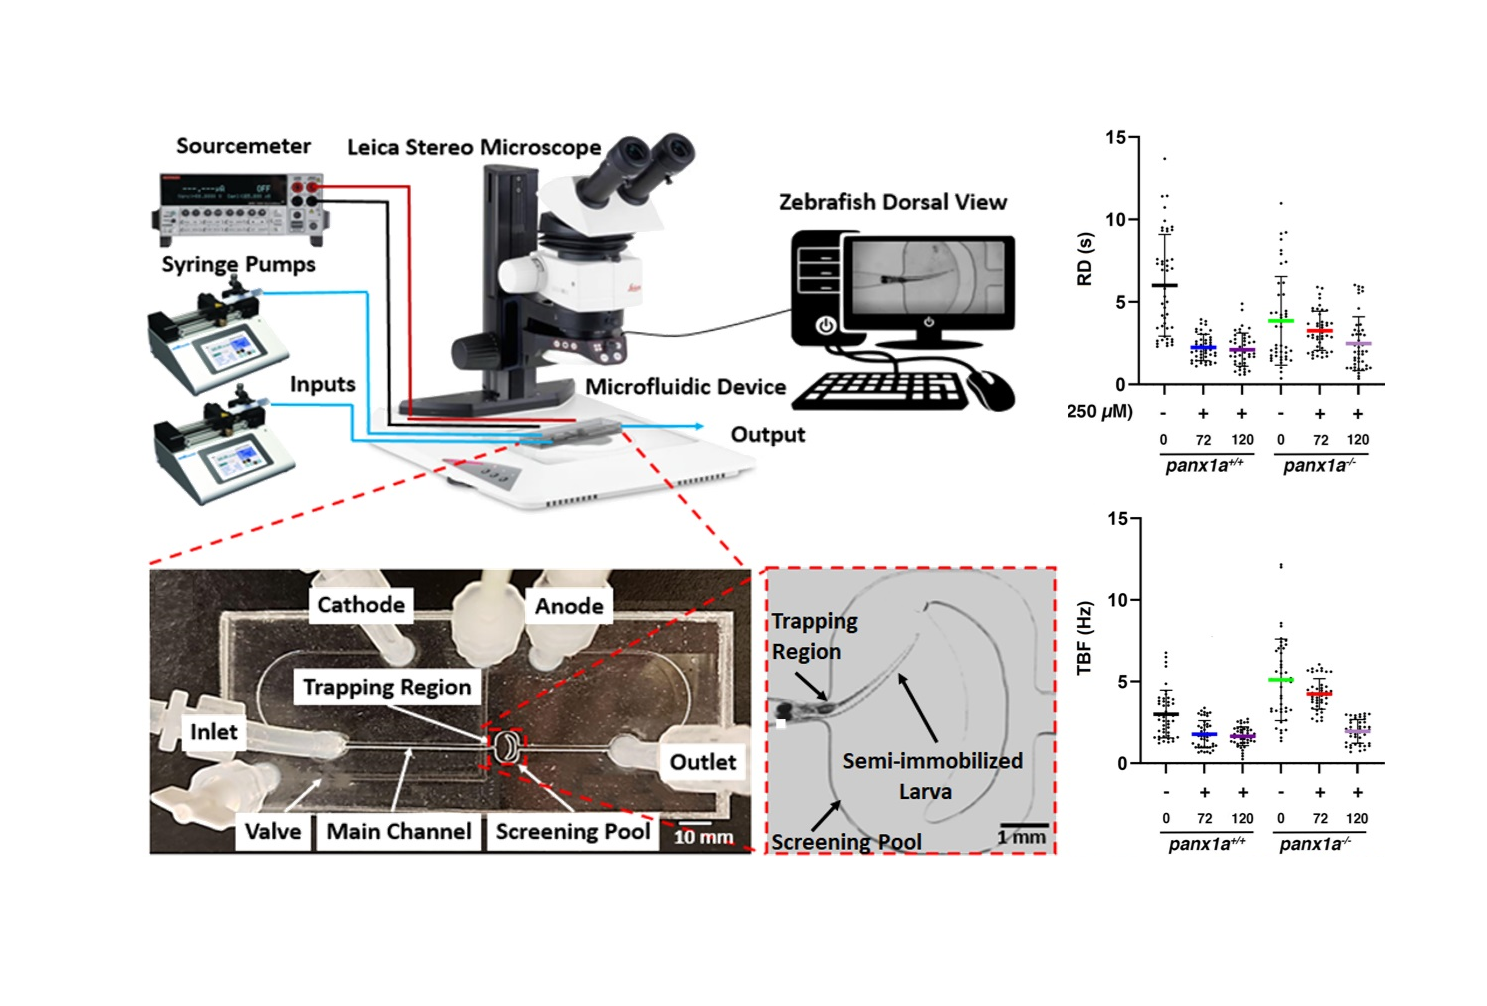 Sourcemeter
Leica Stereo Microscope
OFF
Syringe Pumps
Zebrafish Dorsal View
Inputs
Microfluidic Device
Output
Cathode
Anode
Trapping Region
Inlet
Outlet
Valve
Main Channel
Screening Pool
10 mm
Trapping
Region
Semi-immobilized
Larva
Screening Pool
1 mm
15
10
5
0
RD (s)
250 µM)
- + + - + +
0 72 120 0 72 120
panx1a+/+ panx1a-/-
15
10
5
0
TBF (Hz)
- + + - + +
0 72 120 0 72 120
panx1a+/+ panx1a-/-